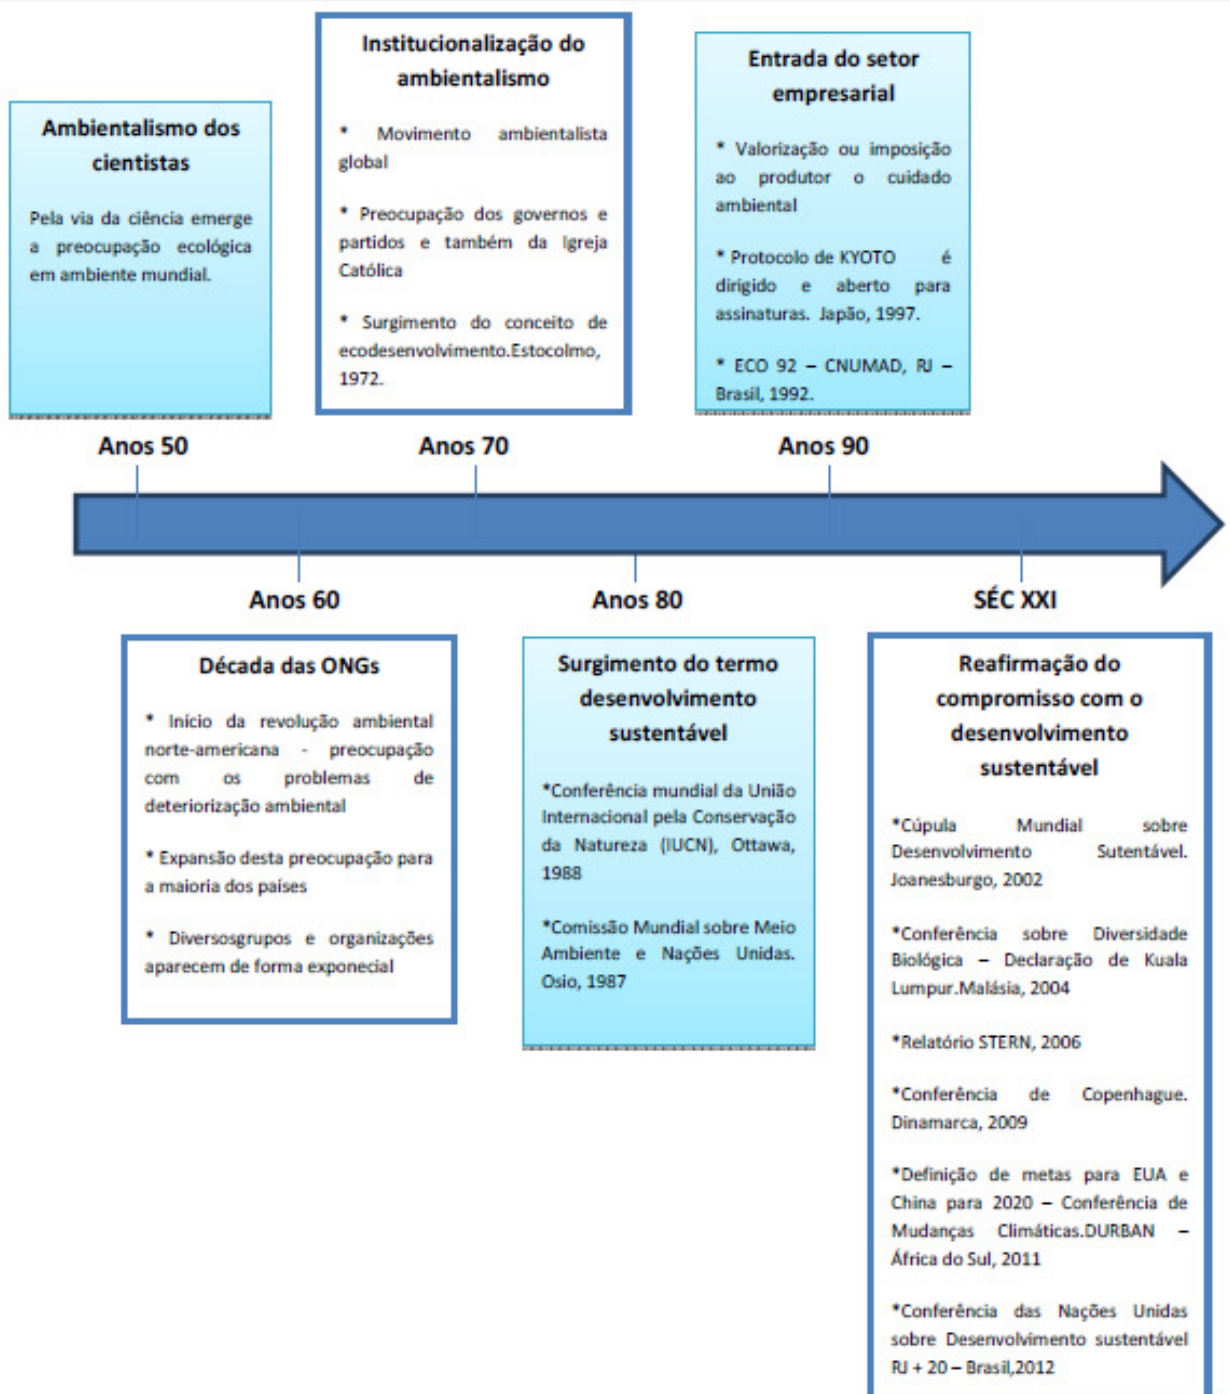 Ambientalismo dos
cientistas
Pela via da ciência emerge
a preocupação ecológica
em ambiente mundial.
Institucionalização do
ambientalismo
* Movimento ambientalista
global
* Preocupação dos governos e
partidos e também da Igreja
Católica
* Surgimento do conceito de
ecodesenvolvimento.Estocolmo,
1972.
Entrada do setor
empresarial
* Valorização ou imposição
ao produtor o cuidado
ambiental
* Protocolo de KYOTO é
dirigido e aberto para
assinaturas. Japão, 1997.
* ECO 92 – CNUMAD, RJ –
Brasil, 1992.
Anos 50
Anos 70
Anos 90
Anos 60
Anos 80
SÉC XXI
Década das ONGs
* Início da revolução ambiental
norte-americana - preocupação
com os problemas de
deteriorização ambiental
* Expansão desta preocupação para
a maioria dos países
* Diversosgrupos e organizações
aparecem de forma exponecial
Surgimento do termo
desenvolvimento
sustentável
*Conferência mundial da União
Internacional pela Conservação
da Natureza (IUCN), Ottawa,
1988
*Comissão Mundial sobre Meio
Ambiente e Nações Unidas.
Osio, 1987
Reafirmação do
compromisso com o
desenvolvimento
sustentável
*Cúpula Mundial sobre
Desenvolvimento Sutentável.
Joanesburgo, 2002
*Conferência sobre Diversidade
Biológica – Declaração de Kuala
Lumpur.Malásia, 2004
*Relatório STERN, 2006
*Conferência de Copenhague.
Dinamarca, 2009
*Definição de metas para EUA e
China para 2020 – Conferência de
Mudanças Climáticas.DURBAN –
África do Sul, 2011
*Conferência das Nações Unidas
sobre Desenvolvimento sustentável
RJ + 20 – Brasil,2012